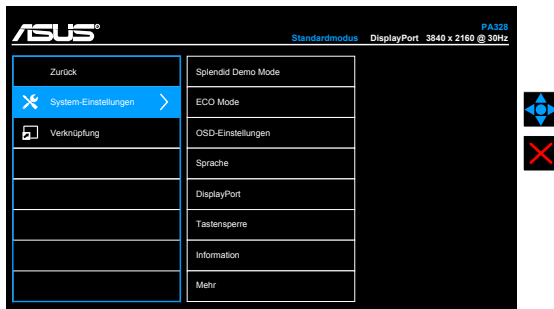 ASUS
PA328
Standardmodus DisplayPort 3840 x 2160 @ 30Hz
Zurück
System-Einstellungen
Verknüpfung
Splendid Demo Mode
ECO Mode
OSD-Einstellungen
Sprache
DisplayPort
Tastensperre
Information
Mehr